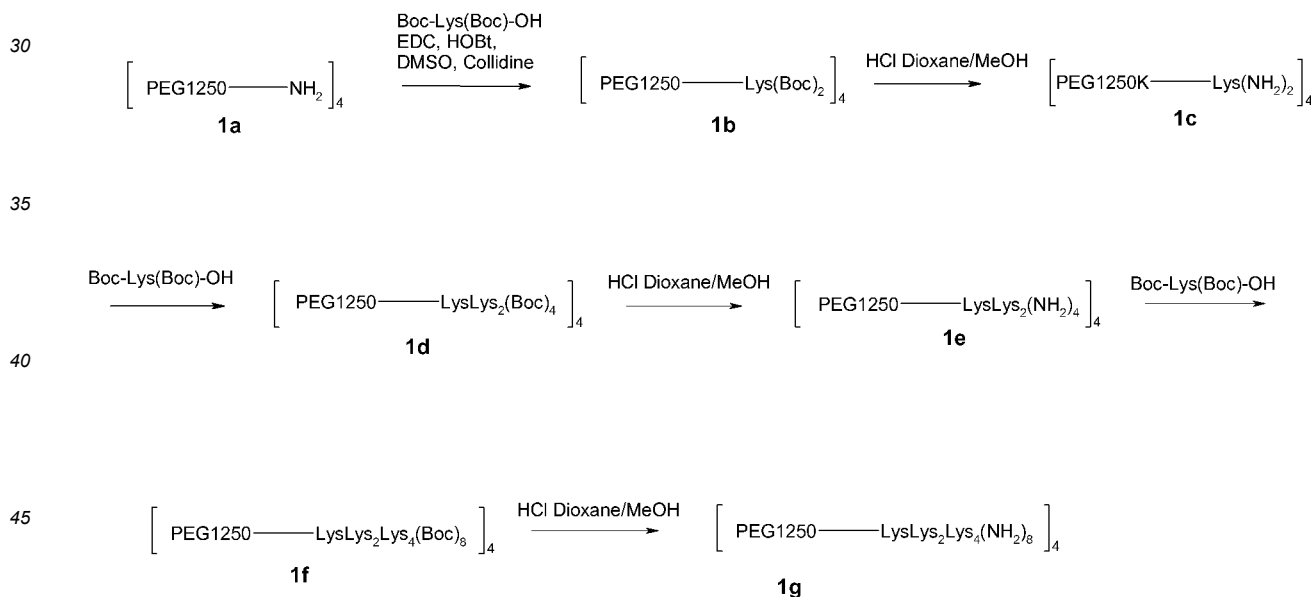 30
Boc-Lys(Boc)-OH
EDC, HOBt,
DMSO, Collidine
HCl Dioxane/MeOH
[ PEG1250——NH₂ ]₄
[ PEG1250——Lys(Boc)₂ ]₄
[ PEG1250K——Lys(NH₂)₂ ]₄
1a
1b
1c
35
Boc-Lys(Boc)-OH
HCl Dioxane/MeOH
Boc-Lys(Boc)-OH
[ PEG1250——LysLys₂(Boc)₄ ]₄
[ PEG1250——LysLys₂(NH₂)₄ ]₄
1d
1e
40
45
HCl Dioxane/MeOH
[ PEG1250——LysLys₂Lys₄(Boc)₈ ]₄
[ PEG1250——LysLys₂Lys₄(NH₂)₈ ]₄
1f
1g